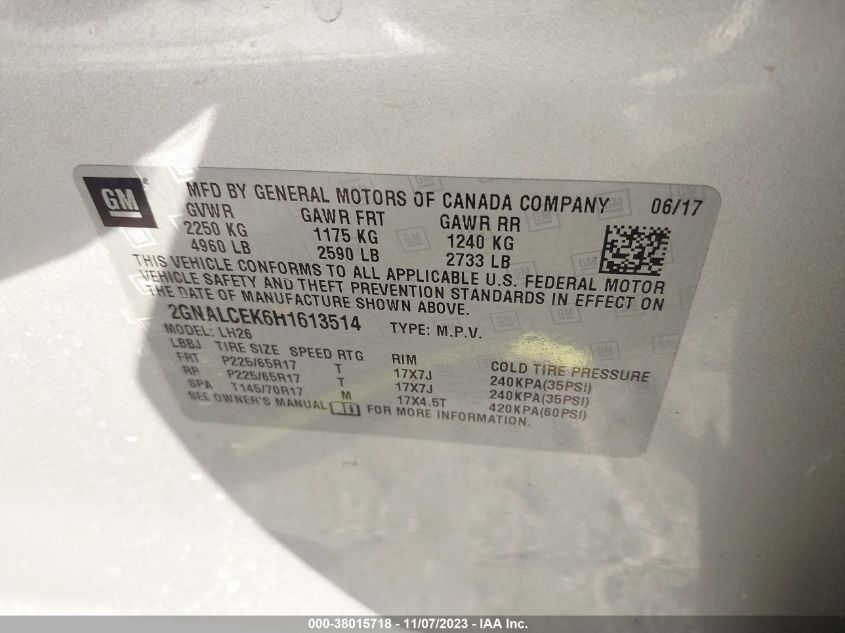 GM ® MFD BY GENERAL MOTORS OF CANADA COMPANY 06/17
GVWR GAWR FRT GAWR RR
2250 KG 1175 KG 1240 KG
4960 LB 2590 LB 2733 LB
THIS VEHICLE CONFORMS TO ALL APPLICABLE U.S. FEDERAL MOTOR
VEHICLE SAFETY AND THEFT PREVENTION STANDARDS IN EFFECT ON
THE DATE OF MANUFACTURE SHOWN ABOVE.
2GNALCEK6H1613514 TYPE: M.P.V.
MODEL: LH26
LBBJ TIRE SIZE SPEED RTG RIM COLD TIRE PRESSURE
FRT P225/65R17 T 17X7J 240KPA(35PSI)
RR P225/65R17 T 17X7J 240KPA(35PSI)
SPA T145/70R17 M 17X4.5T 420KPA(60PSI)
SEE OWNER'S MANUAL FOR MORE INFORMATION.
000-38015718 - 11/07/2023 - IAA Inc.